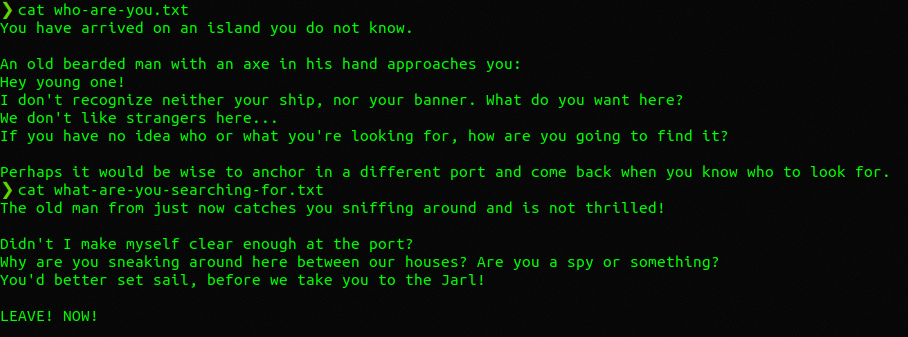 ❯ cat who-are-you.txt
You have arrived on an island you do not know.
An old bearded man with an axe in his hand approaches you:
Hey young one!
I don't recognize neither your ship, nor your banner. What do you want here?
We don't like strangers here...
If you have no idea who or what you're looking for, how are you going to find it?
Perhaps it would be wise to anchor in a different port and come back when you know who to look for.
❯ cat what-are-you-searching-for.txt
The old man from just now catches you sniffing around and is not thrilled!
Didn't I make myself clear enough at the port?
Why are you sneaking around here between our houses? Are you a spy or something?
You'd better set sail, before we take you to the Jarl!
LEAVE! NOW!